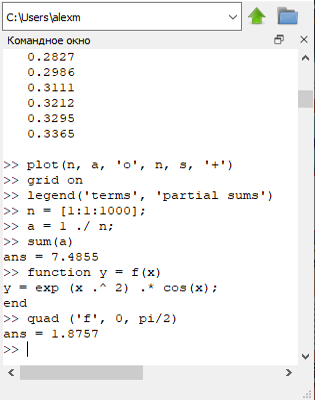 C:\Users\alexm
Командное окно
0.2827
0.2986
0.3111
0.3212
0.3295
0.3365
>> plot(n, a, 'o', n, s, '+')
>> grid on
>> legend('terms', 'partial sums')
>> n = [1:1:1000];
>> a = 1 ./ n;
>> sum(a)
ans = 7.4855
>> function y = f(x)
y = exp (x .^ 2) .* cos(x);
end
>> quad ('f', 0, pi/2)
ans = 1.8757
>>